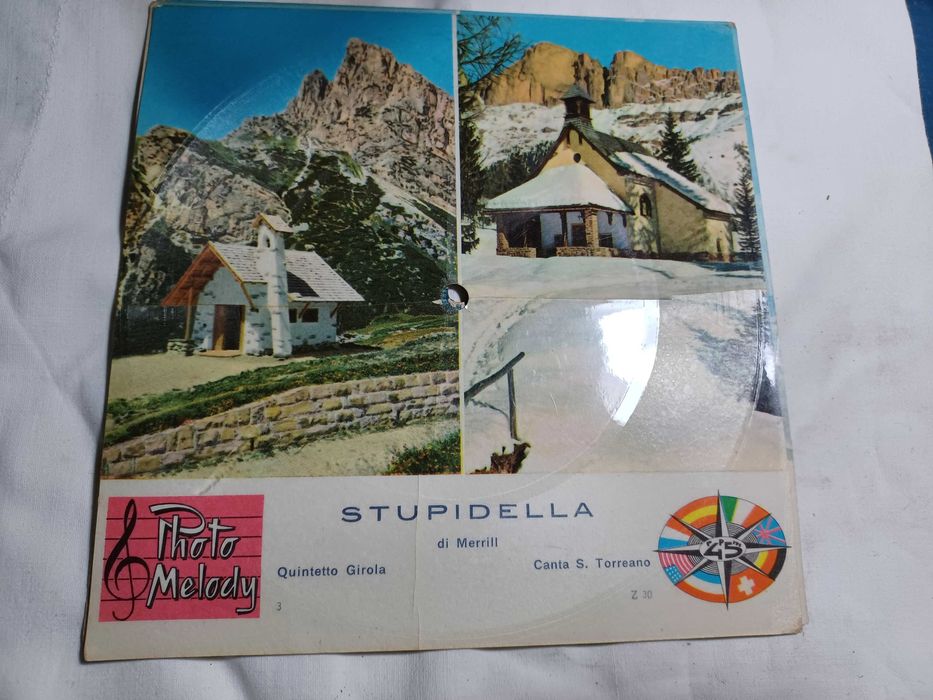 STUPIDELLA
di Merrill
Photo
Melody
Quintetto Girola
Canta S. Torreano
3
Z 30
45